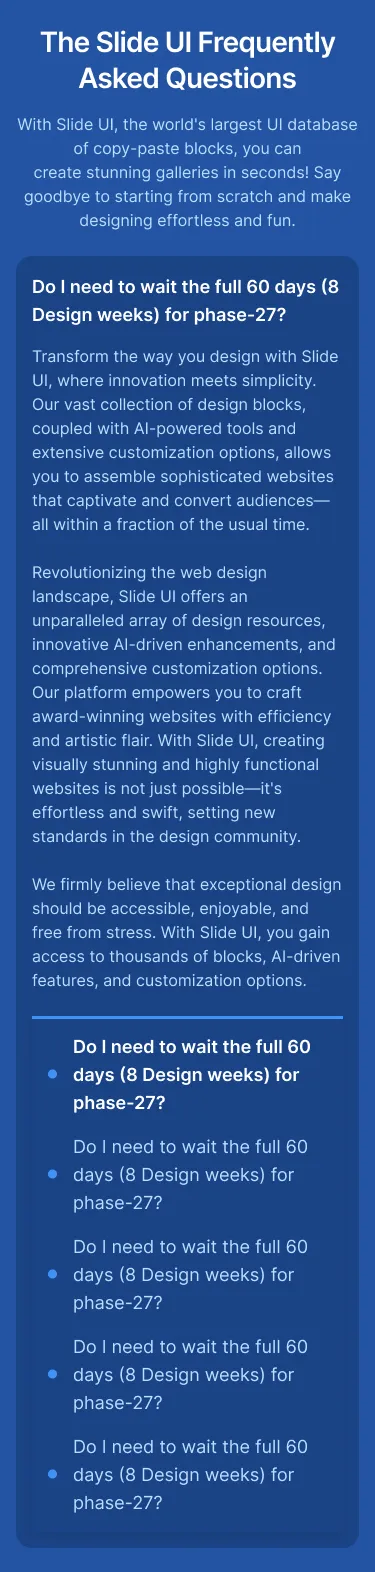 The Slide UI Frequently
Asked Questions
With Slide UI, the world's largest UI database
of copy-paste blocks, you can
create stunning galleries in seconds! Say
goodbye to starting from scratch and make
designing effortless and fun.
Do I need to wait the full 60 days (8
Design weeks) for phase-27?
Transform the way you design with Slide
UI, where innovation meets simplicity.
Our vast collection of design blocks,
coupled with AI-powered tools and
extensive customization options, allows
you to assemble sophisticated websites
that captivate and convert audiences—
all within a fraction of the usual time.
Revolutionizing the web design
landscape, Slide UI offers an
unparalleled array of design resources,
innovative AI-driven enhancements, and
comprehensive customization options.
Our platform empowers you to craft
award-winning websites with efficiency
and artistic flair. With Slide UI, creating
visually stunning and highly functional
websites is not just possible—it's
effortless and swift, setting new
standards in the design community.
We firmly believe that exceptional design
should be accessible, enjoyable, and
free from stress. With Slide UI, you gain
access to thousands of blocks, AI-driven
features, and customization options.
Do I need to wait the full 60
days (8 Design weeks) for
phase-27?
Do I need to wait the full 60
days (8 Design weeks) for
phase-27?
Do I need to wait the full 60
days (8 Design weeks) for
phase-27?
Do I need to wait the full 60
days (8 Design weeks) for
phase-27?
Do I need to wait the full 60
days (8 Design weeks) for
phase-27?